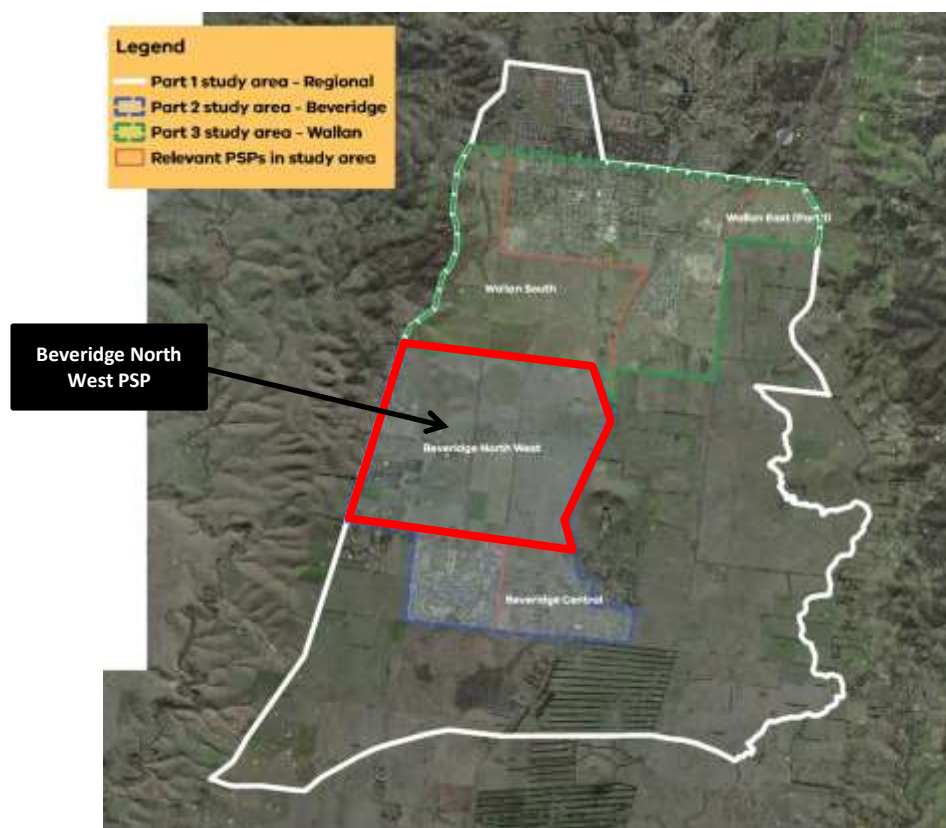 Legend
Part 1 study area - Regional
Part 2 study area - Beveridge
Part 3 study area - Wallan
Relevant PSPs in study area
Wallan East (Part 1)
Wallan South
Beveridge North
West PSP
Beveridge North West
Beveridge Central